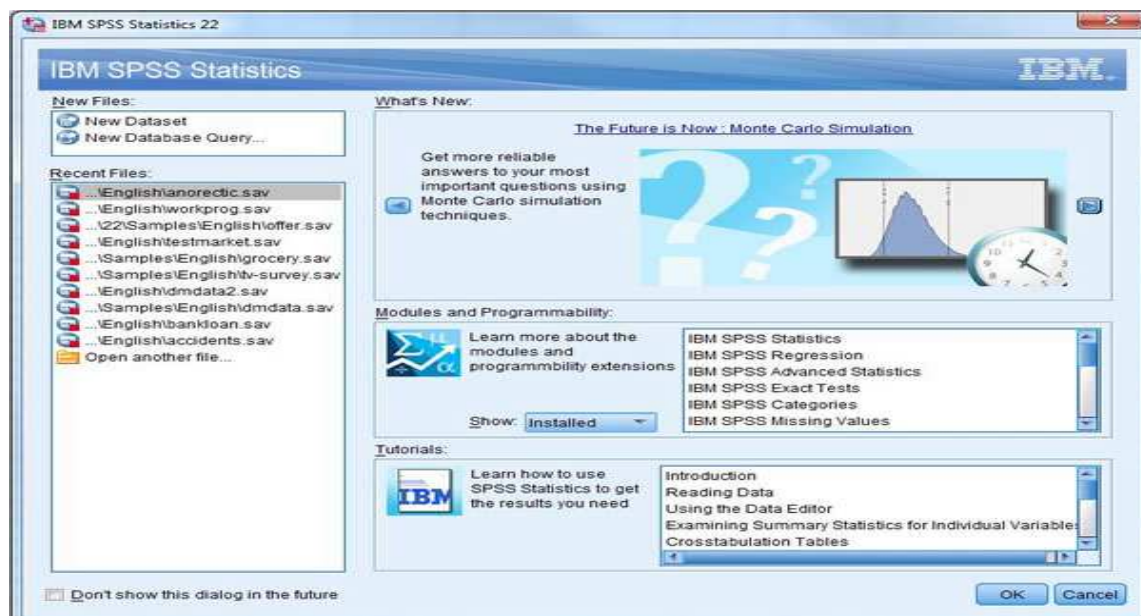 IBM SPSS Statistics 22
IBM SPSS Statistics
IBM.
New Files:
New Dataset
New Database Query...
Recent Files:
...\English\anorectic.sav
...\English\workprog.sav
...\22\Samples\English\offer.sav
...\English\testmarket.sav
...\Samples\English\grocery.sav
...\Samples\English\tv-survey.sav
...\English\dmdata2.sav
...\Samples\English\dmdata.sav
...\English\bankloan.sav
...\English\accidents.sav
Open another file...
What's New:
The Future is Now : Monte Carlo Simulation
Get more reliable
answers to your most
important questions using
Monte Carlo simulation
techniques.
Modules and Programmability:
Learn more about the
modules and
programmbility extensions
Show: Installed
IBM SPSS Statistics
IBM SPSS Regression
IBM SPSS Advanced Statistics
IBM SPSS Exact Tests
IBM SPSS Categories
IBM SPSS Missing Values
Tutorials:
IBM
Learn how to use
SPSS Statistics to get
the results you need
Introduction
Reading Data
Using the Data Editor
Examining Summary Statistics for Individual Variable
Crosstabulation Tables
Don't show this dialog in the future
OK
Cancel